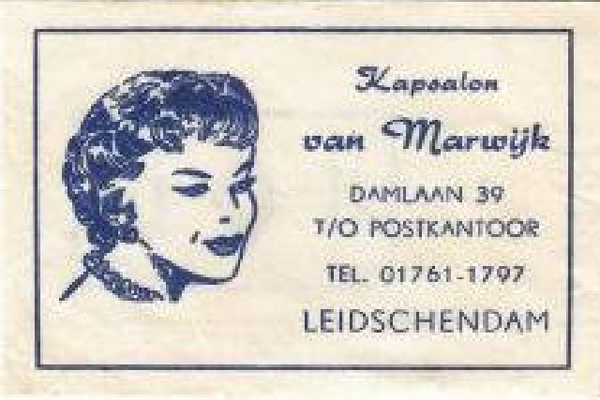 Kapsalon
van Marwijk
DAMLAAN 39
T/O POSTKANTOOR
TEL. 01761-1797
LEIDSCHENDAM